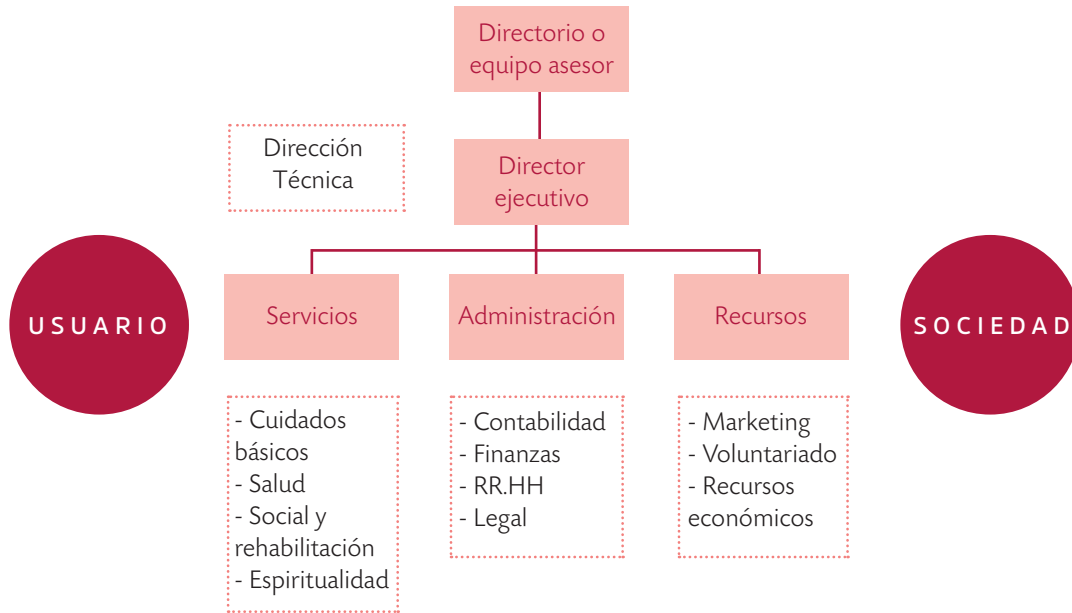 Directorio o
equipo asesor
Dirección
Técnica
Director
ejecutivo
USUARIO
Servicios
Administración
Recursos
SOCIEDAD
- Cuidados
básicos
- Salud
- Social y
rehabilitación
- Espiritualidad
- Contabilidad
- Finanzas
- RR.HH
- Legal
- Marketing
- Voluntariado
- Recursos
económicos